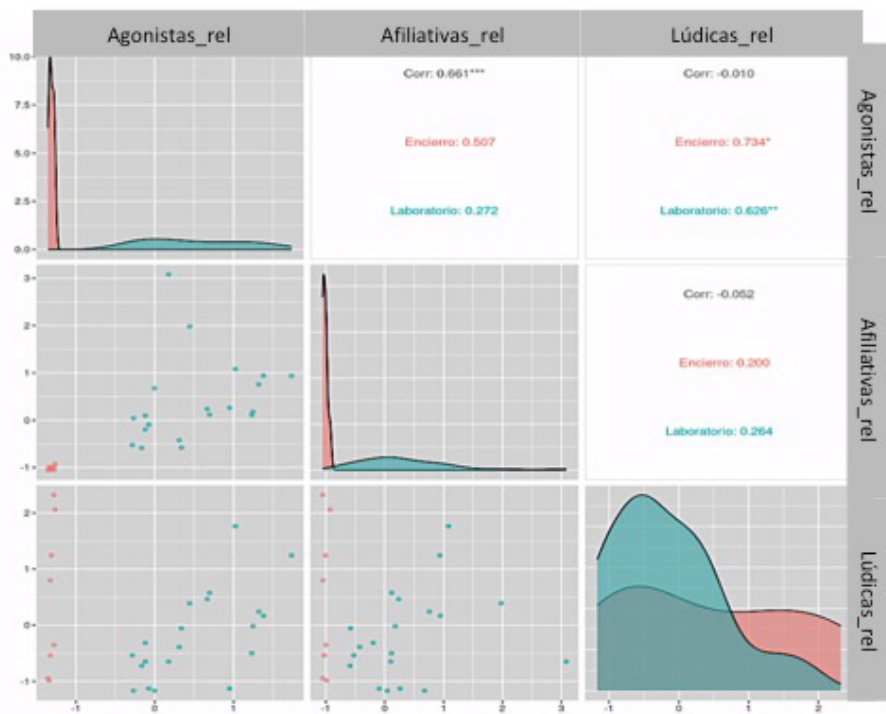 Agonistas_rel
Afiliativas_rel
Lúdicas_rel
10.0
7.5
5.0
2.5
0.0
Corr: 0.661***
Encierro: 0.507
Laboratorio: 0.272
Corr: -0.010
Encierro: 0.734*
Laboratorio: 0.626**
Agonistas_rel
3
2
1
0
-1
Corr: -0.052
Encierro: 0.200
Laboratorio: 0.264
Afiliativas_rel
2
1
0
-1
Lúdicas_rel
-1 0 1
-1 0 1 2 3
-1 0 1 2